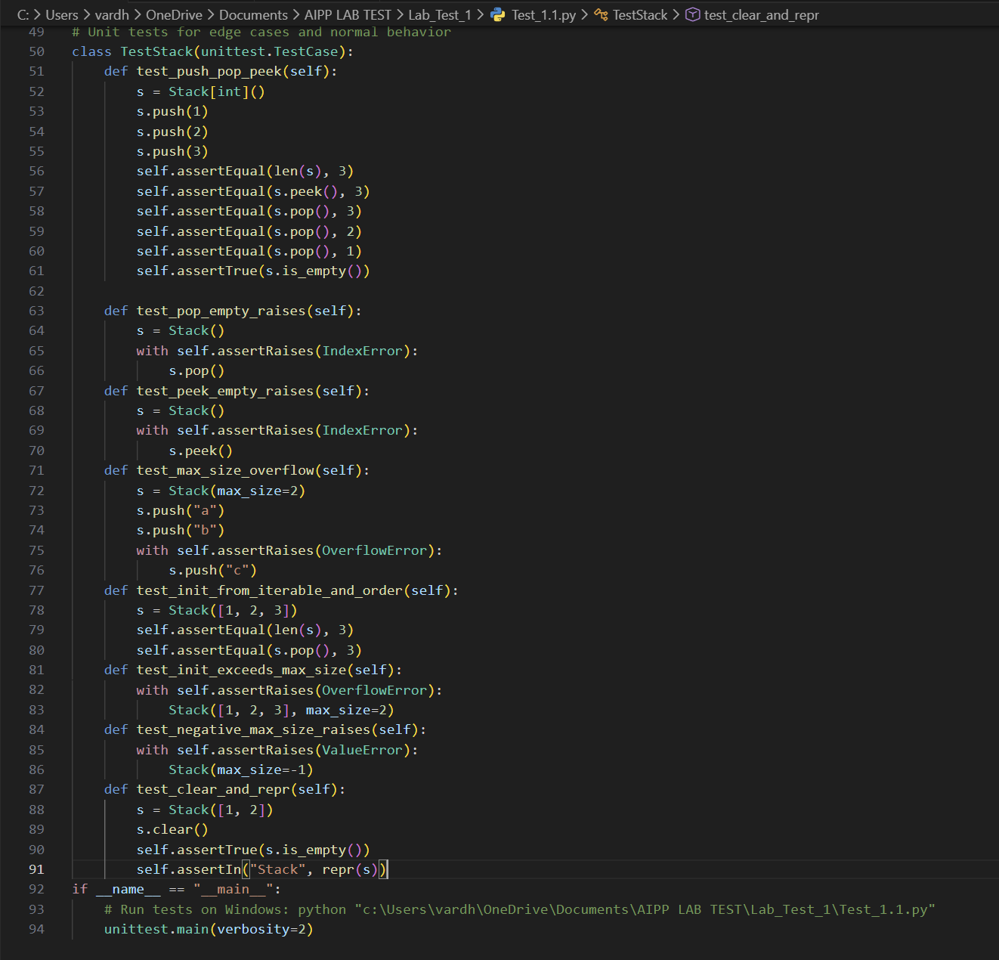 C: > Users > vardh > OneDrive > Documents > AIPP LAB TEST > Lab_Test_1 > Test_1.1.py > TestStack > test_clear_and_repr
49 # Unit tests for edge cases and normal behavior
50 class TestStack(unittest.TestCase):
51     def test_push_pop_peek(self):
52         s = Stack[int]()
53         s.push(1)
54         s.push(2)
55         s.push(3)
56         self.assertEqual(len(s), 3)
57         self.assertEqual(s.peek(), 3)
58         self.assertEqual(s.pop(), 3)
59         self.assertEqual(s.pop(), 2)
60         self.assertEqual(s.pop(), 1)
61         self.assertTrue(s.is_empty())
62
63     def test_pop_empty_raises(self):
64         s = Stack()
65         with self.assertRaises(IndexError):
66             s.pop()
67     def test_peek_empty_raises(self):
68         s = Stack()
69         with self.assertRaises(IndexError):
70             s.peek()
71     def test_max_size_overflow(self):
72         s = Stack(max_size=2)
73         s.push("a")
74         s.push("b")
75         with self.assertRaises(OverflowError):
76             s.push("c")
77     def test_init_from_iterable_and_order(self):
78         s = Stack([1, 2, 3])
79         self.assertEqual(len(s), 3)
80         self.assertEqual(s.pop(), 3)
81     def test_init_exceeds_max_size(self):
82         with self.assertRaises(OverflowError):
83             Stack([1, 2, 3], max_size=2)
84     def test_negative_max_size_raises(self):
85         with self.assertRaises(ValueError):
86             Stack(max_size=-1)
87     def test_clear_and_repr(self):
88         s = Stack([1, 2])
89         s.clear()
90         self.assertTrue(s.is_empty())
91         self.assertIn("Stack", repr(s))
92 if __name__ == "__main__":
93     # Run tests on Windows: python "c:\Users\vardh\OneDrive\Documents\AIPP LAB TEST\Lab_Test_1\Test_1.1.py"
94     unittest.main(verbosity=2)